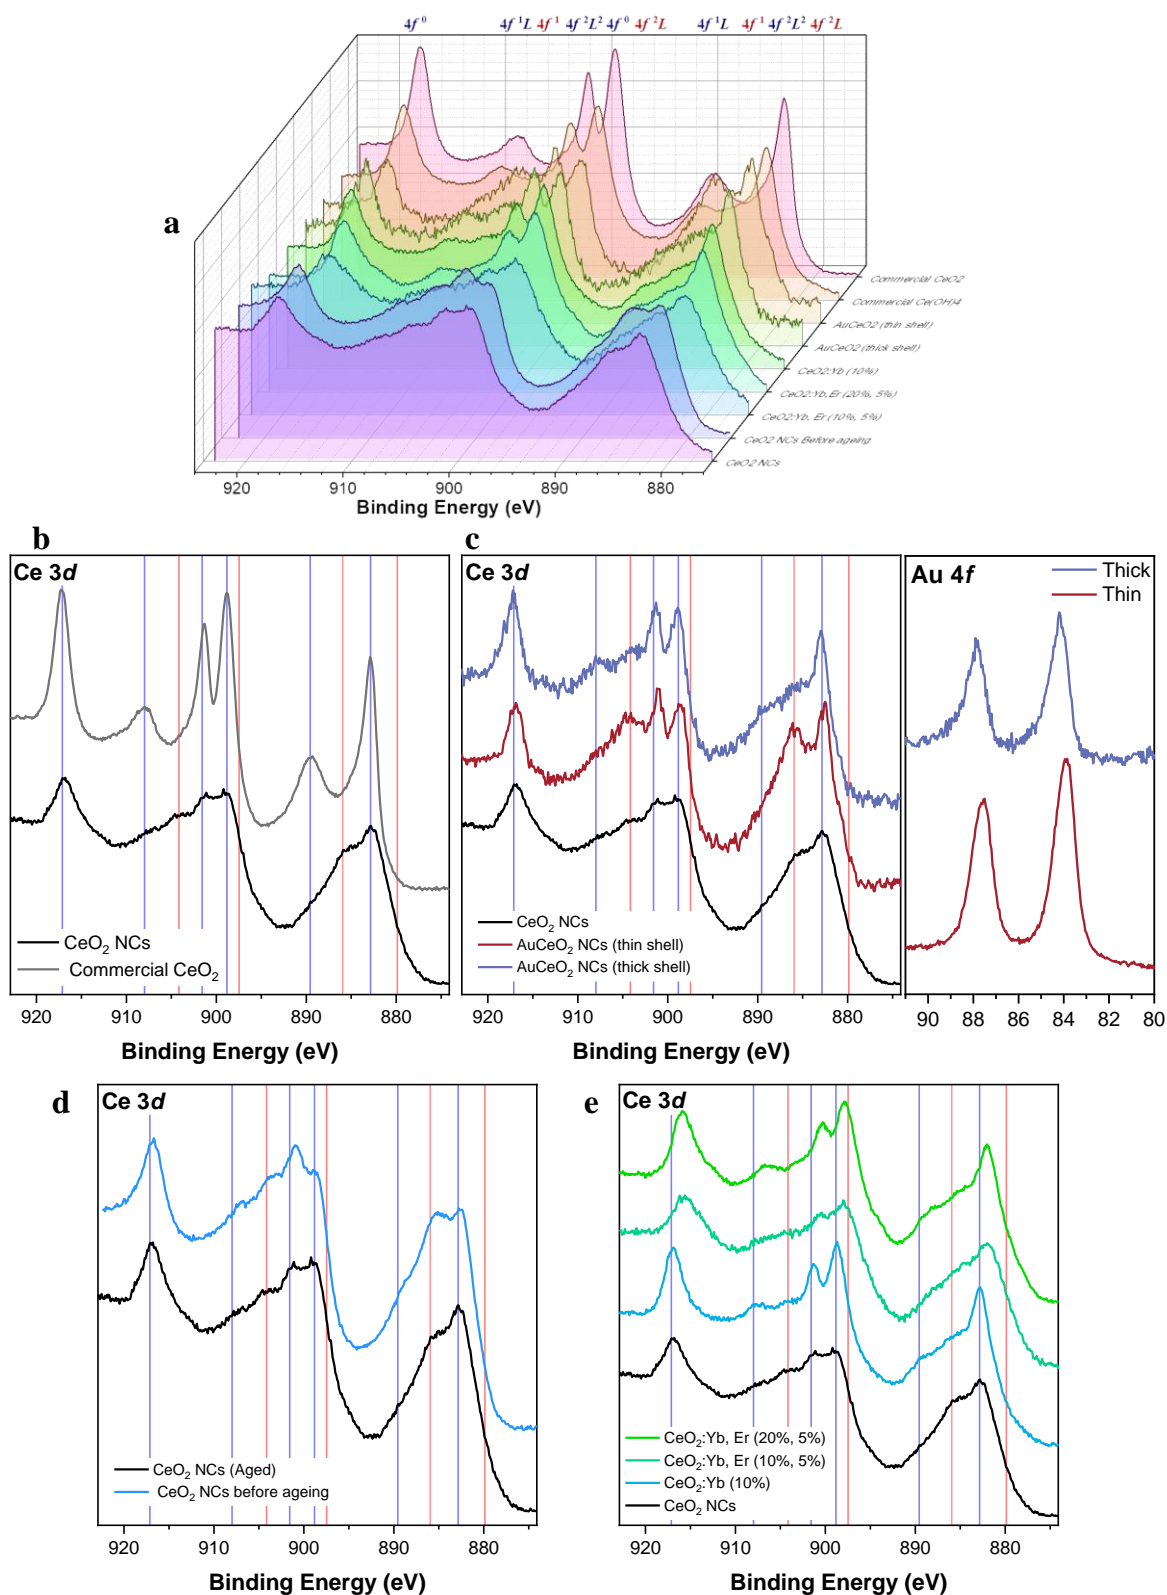 4f⁰ 4f¹L 4f¹ 4f²L² 4f⁰ 4f²L 4f¹L 4f¹ 4f²L² 4f²L
a
Commercial CeO2
Commercial Ce(OH)4
AuCeO2 (thin shell)
AuCeO2 (thick shell)
CeO2:Yb (10%)
CeO2:Yb,Er (20%, 5%)
CeO2:Yb, Er (10%, 5%)
CeO2 NCs Before ageing
CeO2 NCs
920 910 900 890 880
Binding Energy (eV)
b
Ce 3d
CeO₂ NCs
Commercial CeO₂
920 910 900 890 880
Binding Energy (eV)
c
Ce 3d
CeO₂ NCs
AuCeO₂ NCs (thin shell)
AuCeO₂ NCs (thick shell)
920 910 900 890 880
Binding Energy (eV)
Au 4f
Thick
Thin
90 88 86 84 82 80
Binding Energy (eV)
d
Ce 3d
CeO₂ NCs (Aged)
CeO₂ NCs before ageing
920 910 900 890 880
Binding Energy (eV)
e
Ce 3d
CeO₂:Yb, Er (20%, 5%)
CeO₂:Yb, Er (10%, 5%)
CeO₂:Yb (10%)
CeO₂ NCs
920 910 900 890 880
Binding Energy (eV)